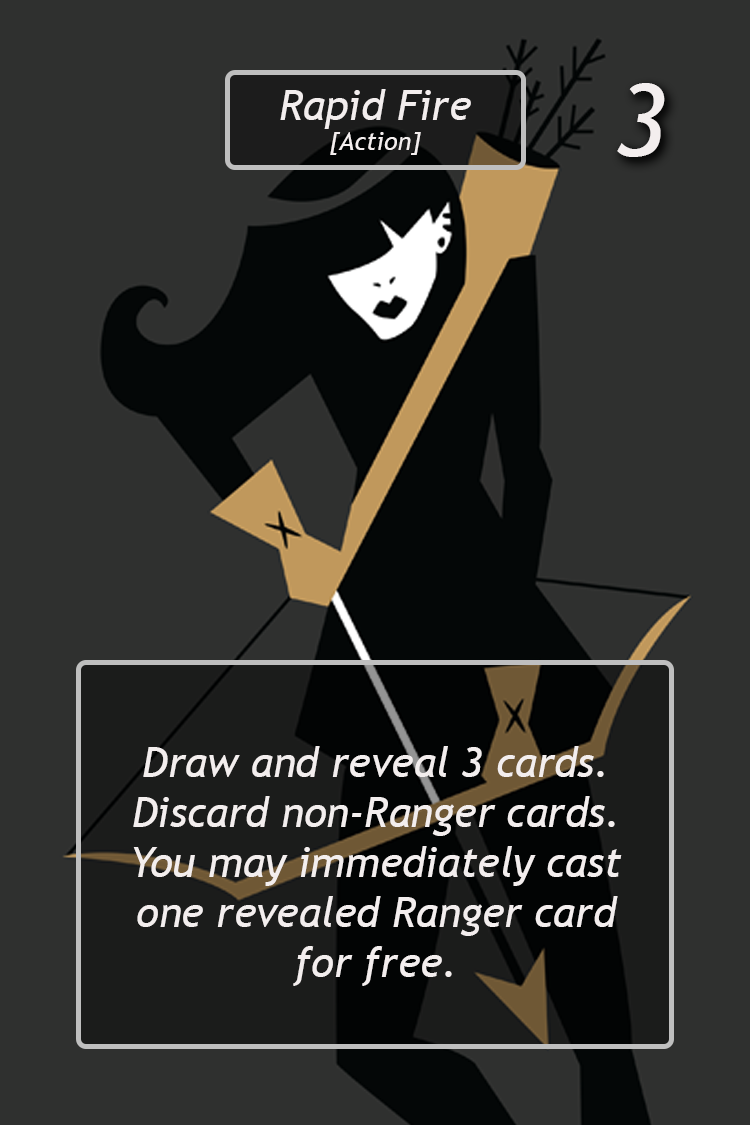 Rapid Fire
[Action]
3
Draw and reveal 3 cards.
Discard non-Ranger cards.
You may immediately cast
one revealed Ranger card
for free.